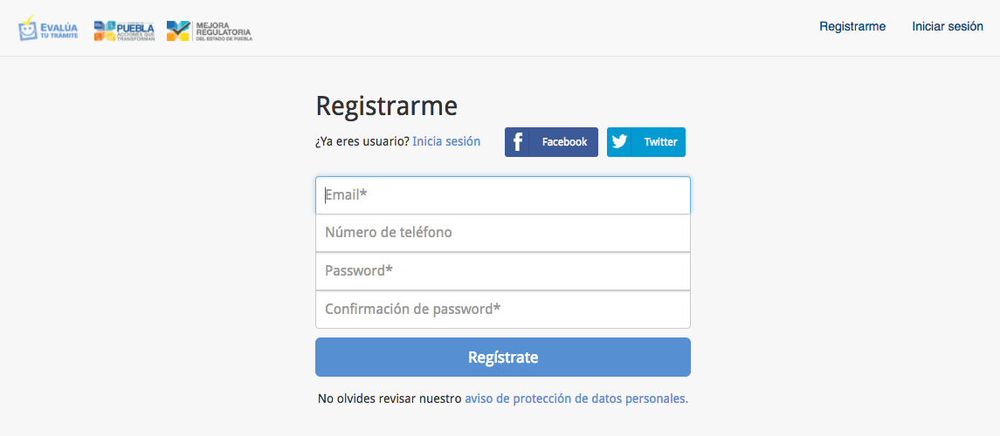 EVALÚA
TU TRÁMITE
PUEBLA
ACCIONES QUE
TRANSFORMAN
MEJORA
REGULATORIA
DEL ESTADO DE PUEBLA
Registrarme
Iniciar sesión
Registrarme
¿Ya eres usuario? Inicia sesión
Facebook
Twitter
Email*
Número de teléfono
Password*
Confirmación de password*
Regístrate
No olvides revisar nuestro aviso de protección de datos personales.